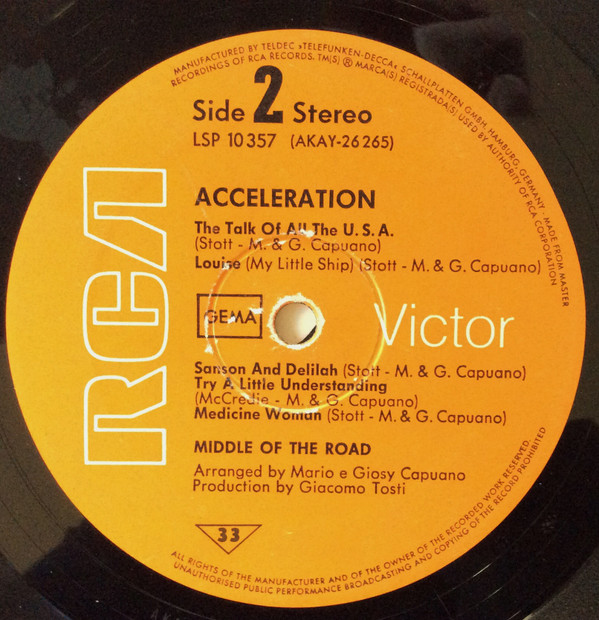 MANUFACTURED BY TELDEC »TELEFUNKEN-DECCA« SCHALLPLATTEN GMBH, HAMBURG, GERMANY · MADE FROM MASTER
RECORDINGS OF RCA RECORDS. TM(S) ® MARCA(S) REGISTRADA(S) USED BY AUTHORITY OF RCA CORPORATION
Side 2 Stereo
LSP 10357 (AKAY-26265)
RCA
ACCELERATION
The Talk Of All The U. S. A.
(Stott - M. & G. Capuano)
Louise (My Little Ship) (Stott - M. & G. Capuano)
GEMA
Victor
Sanson And Delilah (Stott - M. & G. Capuano)
Try A Little Understanding
(McCredie - M. & G. Capuano)
Medicine Woman (Stott - M. & G. Capuano)
MIDDLE OF THE ROAD
Arranged by Mario e Giosy Capuano
Production by Giacomo Tosti
33
ALL RIGHTS OF THE MANUFACTURER AND OF THE OWNER OF THE RECORDED WORK RESERVED.
UNAUTHORISED PUBLIC PERFORMANCE BROADCASTING AND COPYING OF THE RECORD PROHIBITED